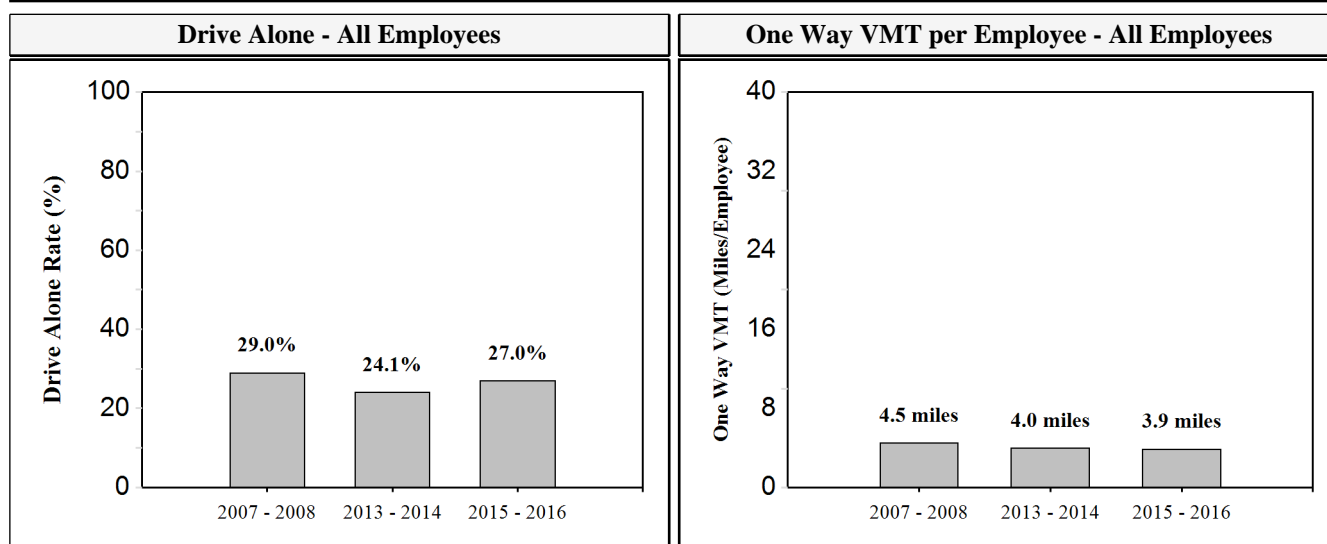 Drive Alone - All Employees
One Way VMT per Employee - All Employees
Drive Alone Rate (%)
100
80
60
40
20
0
29.0%
24.1%
27.0%
2007 - 2008
2013 - 2014
2015 - 2016
One Way VMT (Miles/Employee)
40
32
24
16
8
0
4.5 miles
4.0 miles
3.9 miles
2007 - 2008
2013 - 2014
2015 - 2016